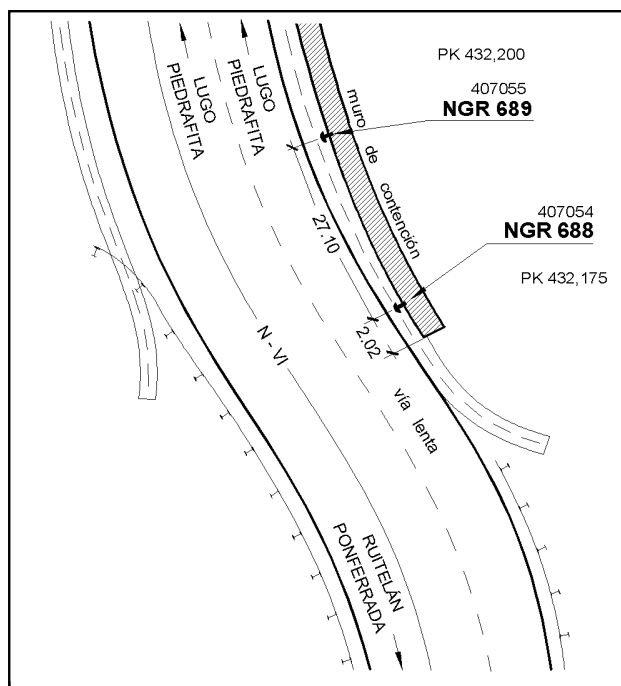 PK 432,200
407055
NGR 689
407054
NGR 688
PK 432,175
LUGO
PIEDRAFITA
LUGO
PIEDRAFITA
muro de contención
27.10
2.02
N - VI
vía lenta
RUITELÁN
PONFERRADA